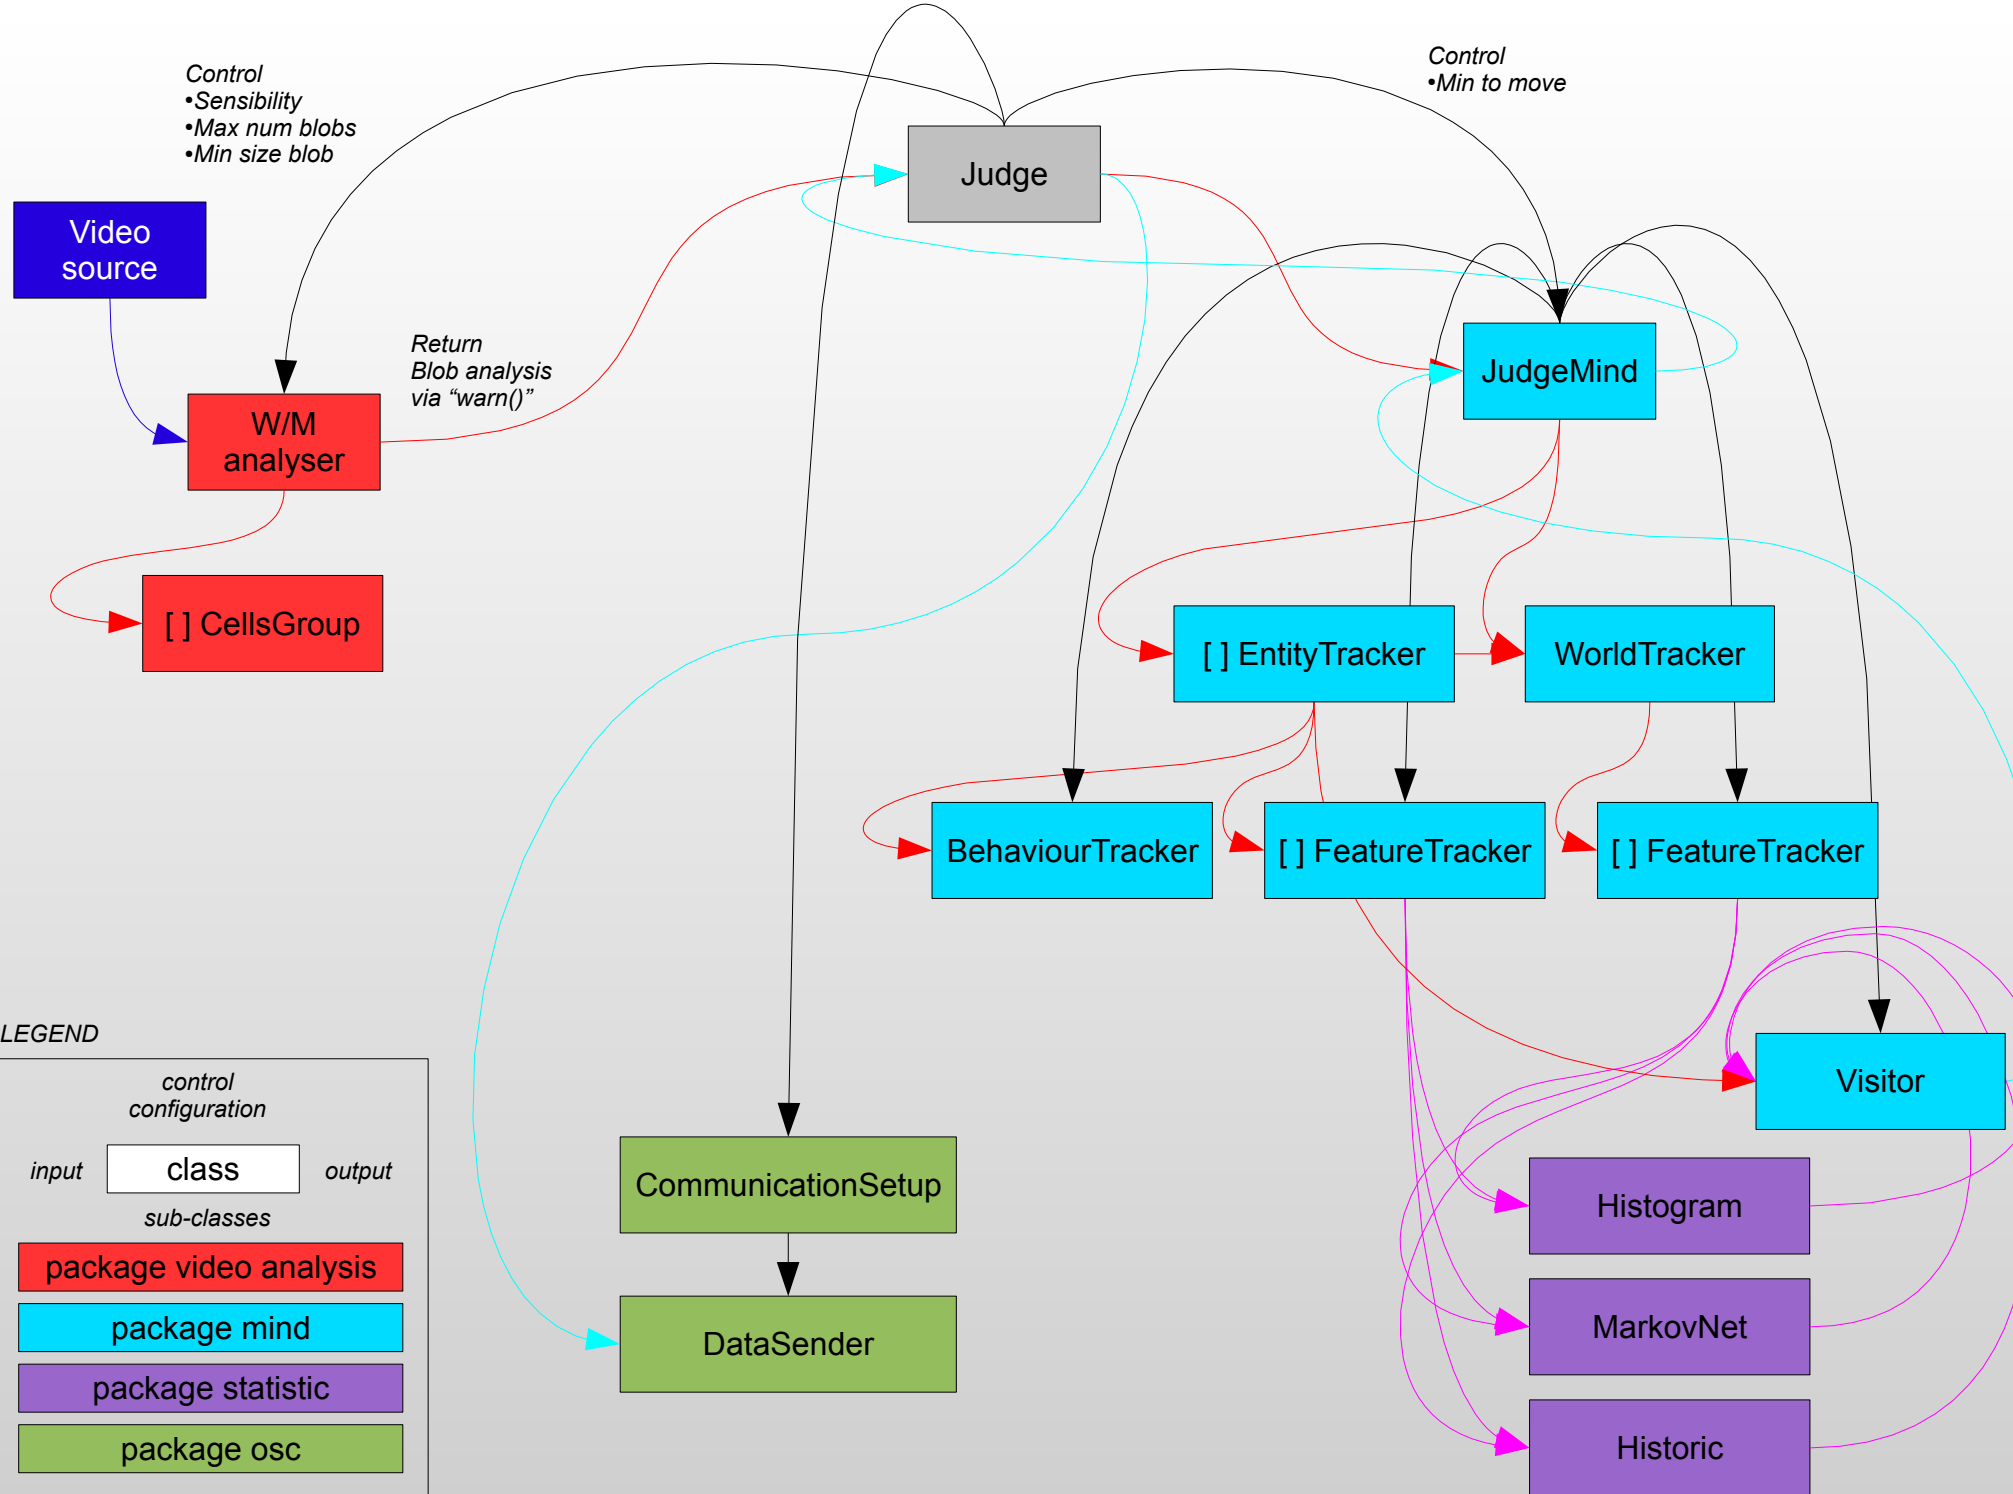 Control
•Sensibility
•Max num blobs
•Min size blob
Control
•Min to move
Judge
Video
source
Return
Blob analysis
via “warn()”
JudgeMind
W/M
analyser
[ ] CellsGroup
[ ] EntityTracker
WorldTracker
BehaviourTracker
[ ] FeatureTracker
[ ] FeatureTracker
Visitor
CommunicationSetup
DataSender
Histogram
MarkovNet
Historic
LEGEND
control
configuration
input
class
output
sub-classes
package video analysis
package mind
package statistic
package osc